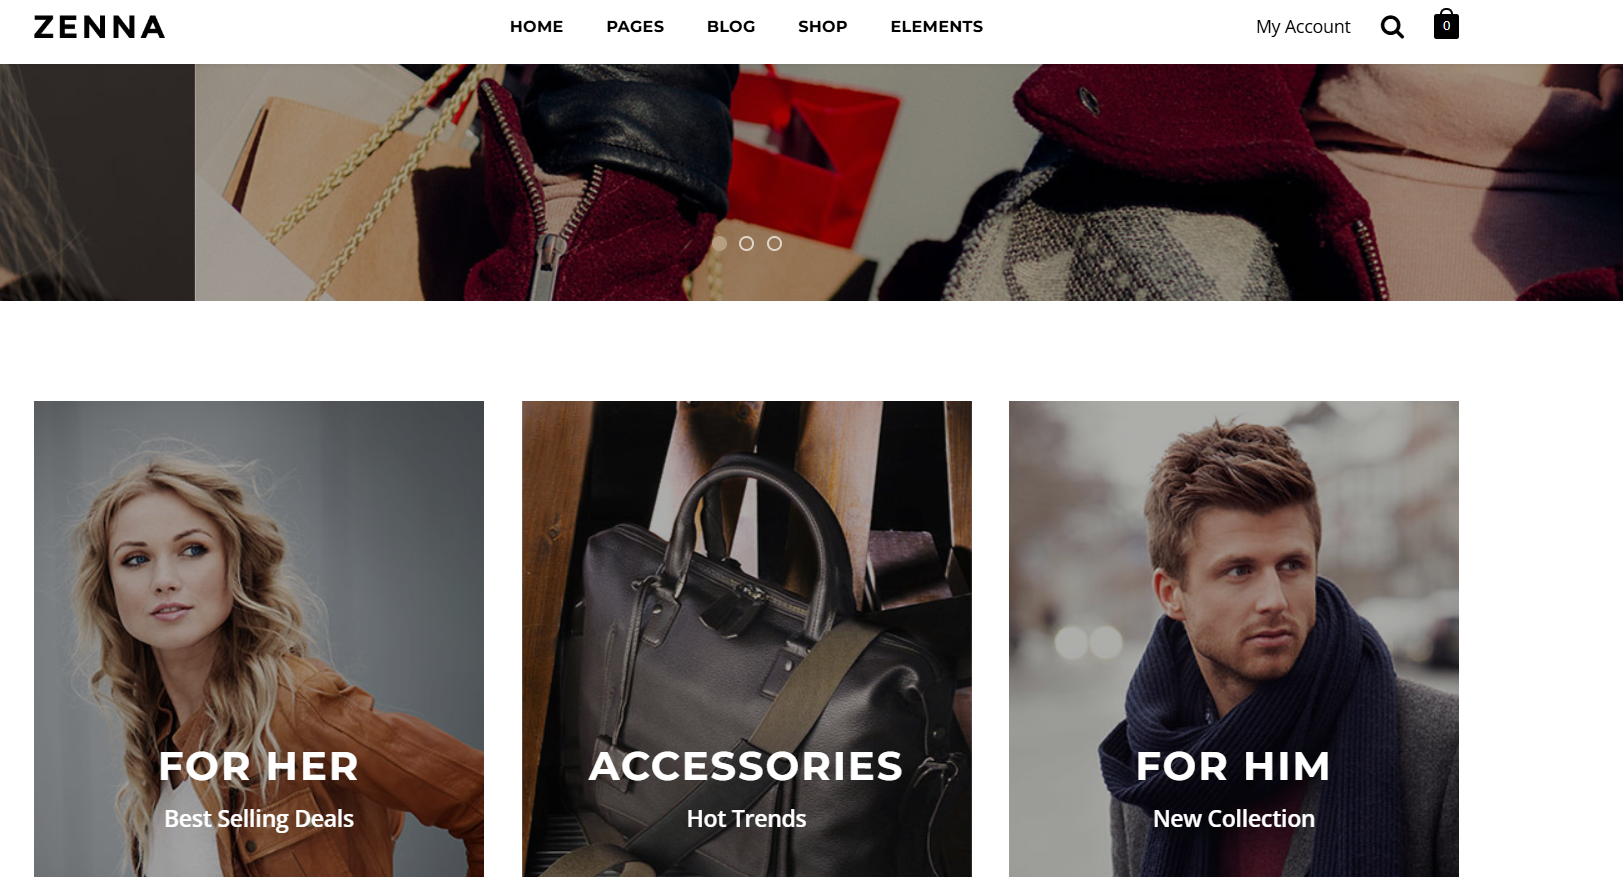 ZENNA
HOME PAGES BLOG SHOP ELEMENTS
My Account
0
FOR HER
Best Selling Deals
ACCESSORIES
Hot Trends
FOR HIM
New Collection